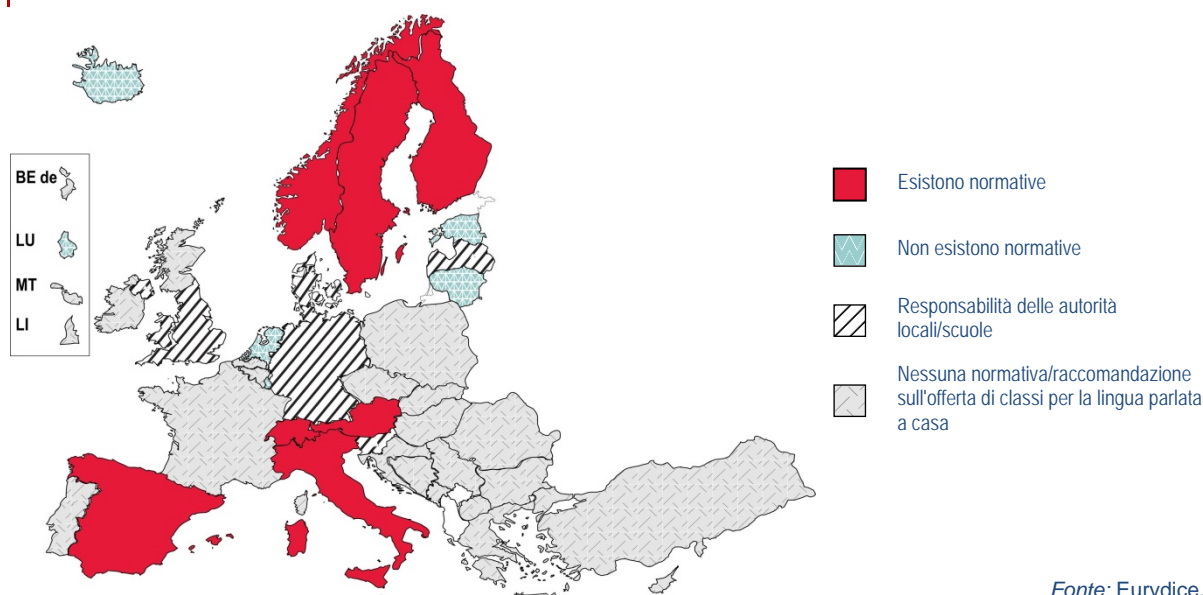 BE de
LU
MT
LI
Esistono normative
Non esistono normative
Responsabilità delle autorità
locali/scuole
Nessuna normativa/raccomandazione
sull'offerta di classi per la lingua parlata
a casa
Fonte: Eurydice